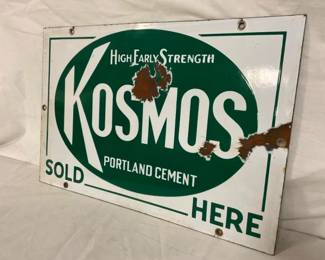 HIGH EARLY STRENGTH
KOSMOS
PORTLAND CEMENT
SOLD HERE